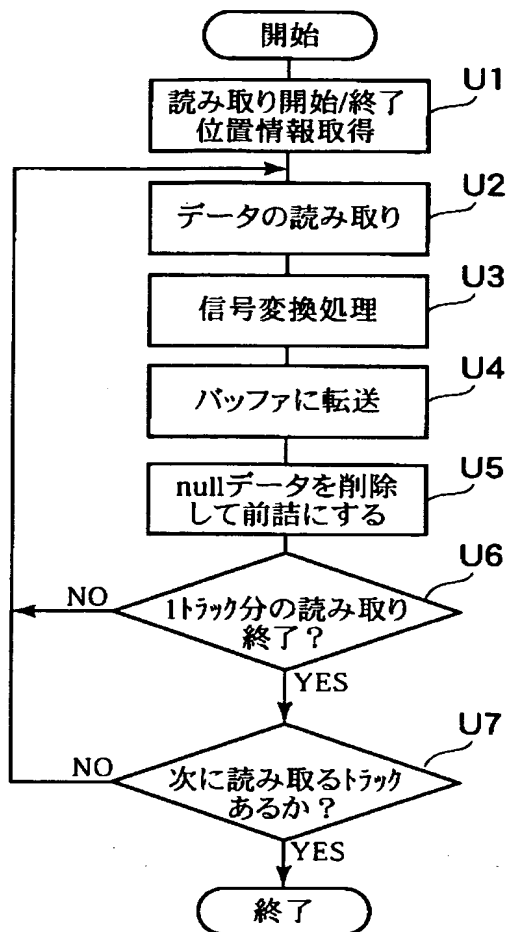 開始
U1
読み取り開始/終了
位置情報取得
U2
データの読み取り
U3
信号変換処理
U4
バッファに転送
U5
nullデータを削除
して前詰にする
U6
NO
1トラック分の読み取り
終了？
YES
U7
NO
次に読み取るトラック
あるか？
YES
終了